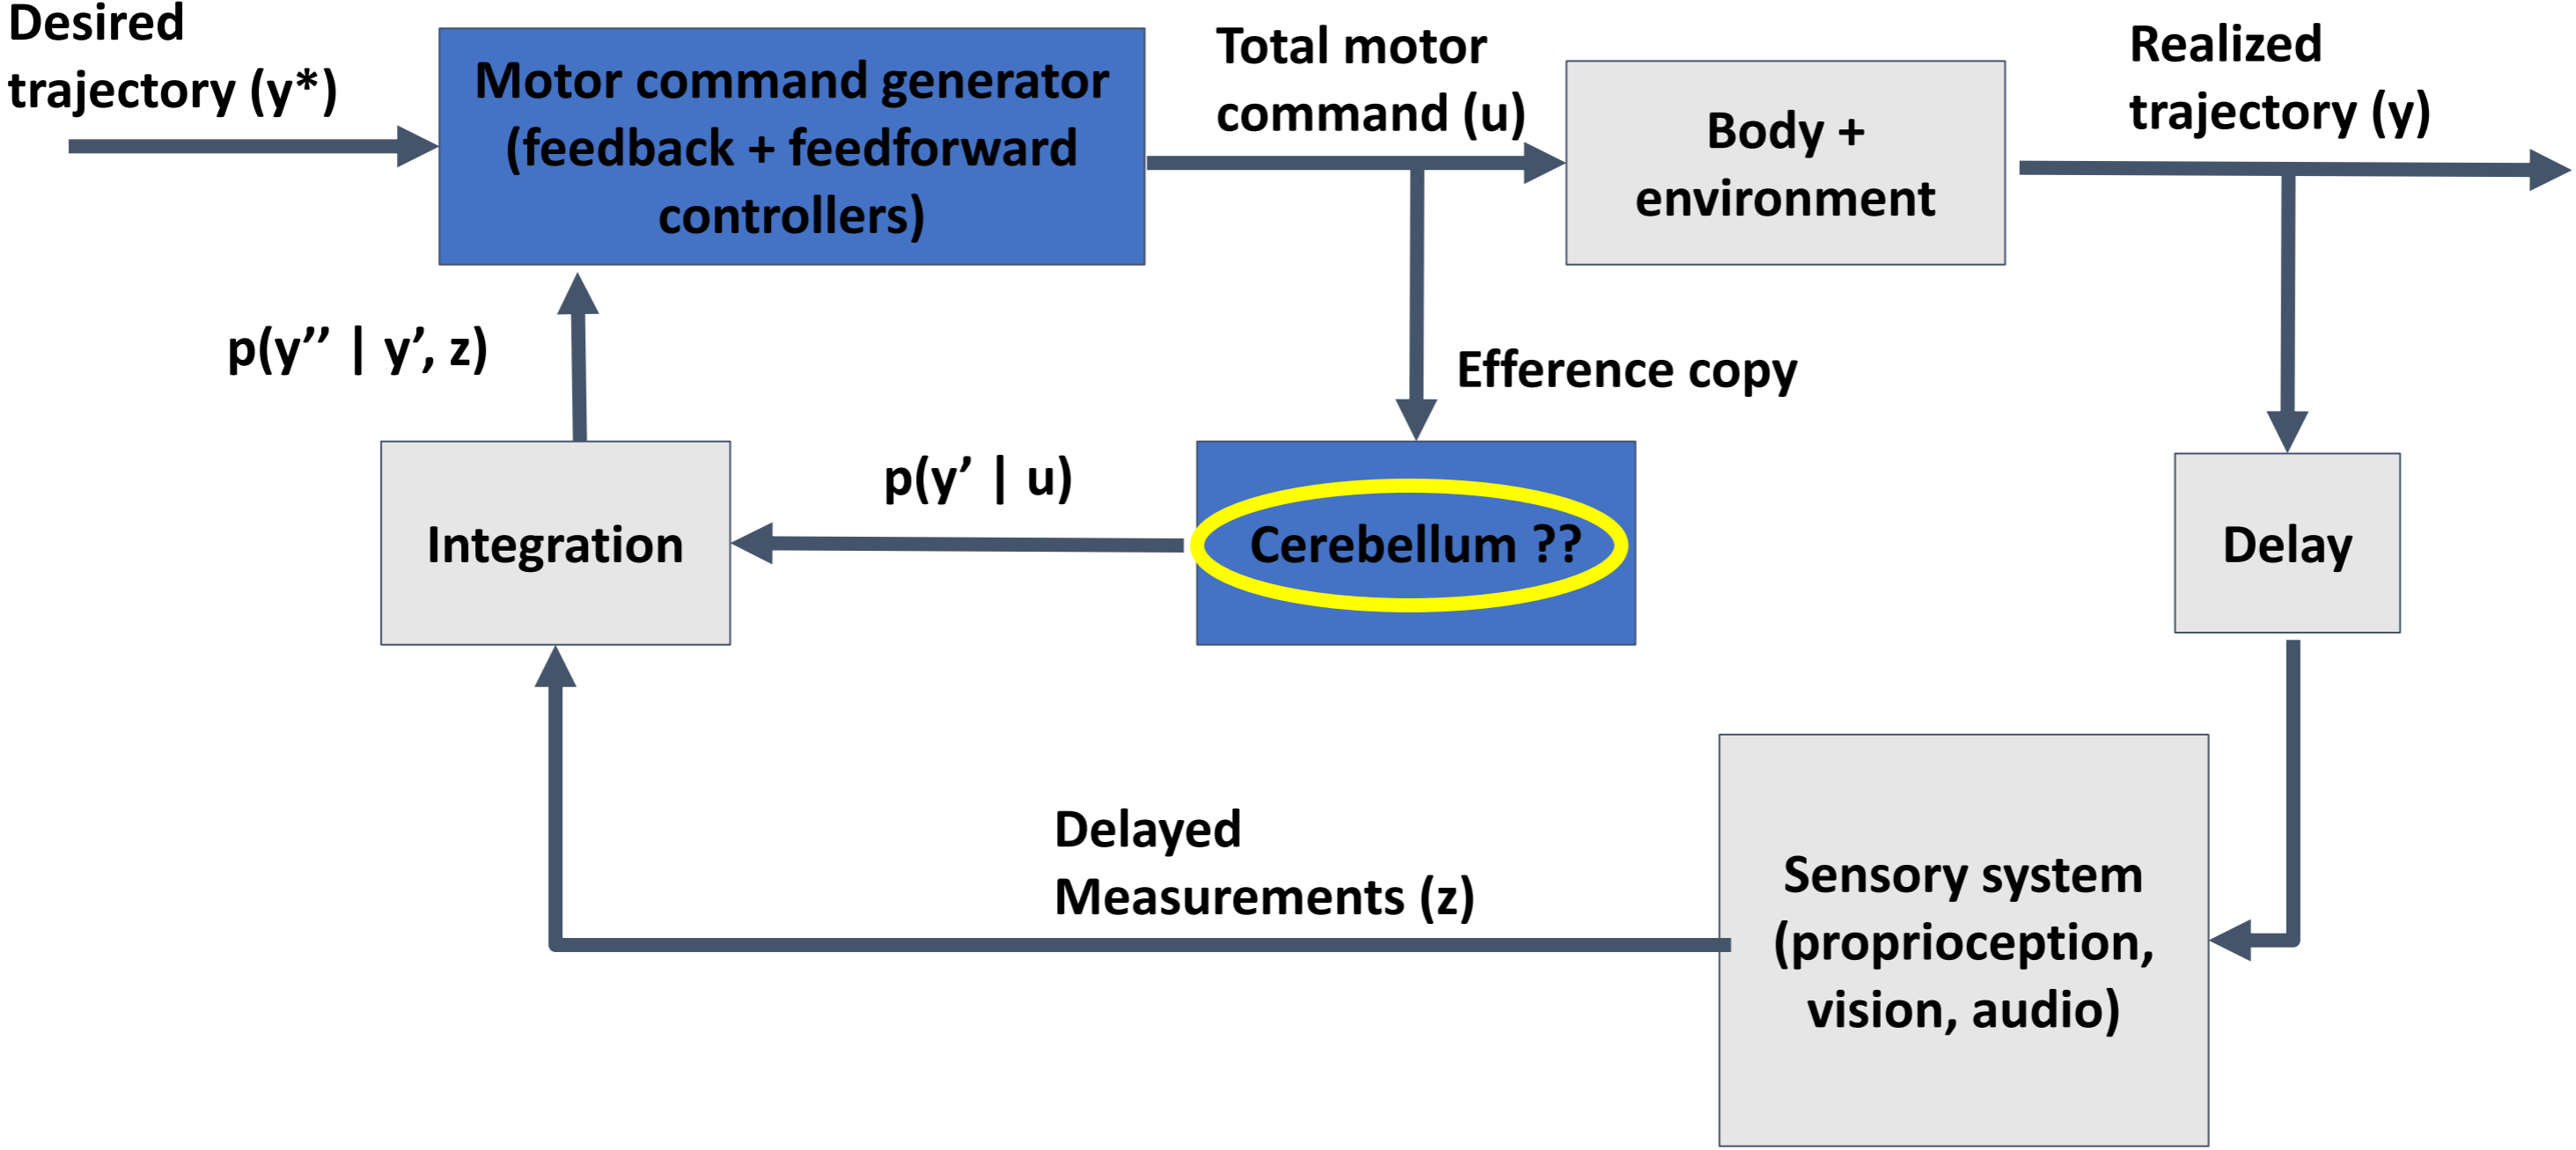 Desired
trajectory (y*)
Motor command generator
(feedback + feedforward
controllers)
Total motor
command (u)
Body +
environment
Realized
trajectory (y)
p(y’’ | y’, z)
Efference copy
Integration
p(y’ | u)
Cerebellum ??
Delay
Delayed
Measurements (z)
Sensory system
(proprioception,
vision, audio)